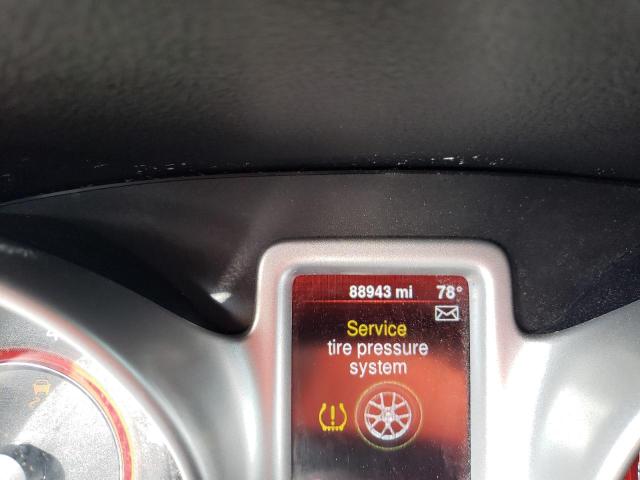 88943 mi 78°
Service
tire pressure
system